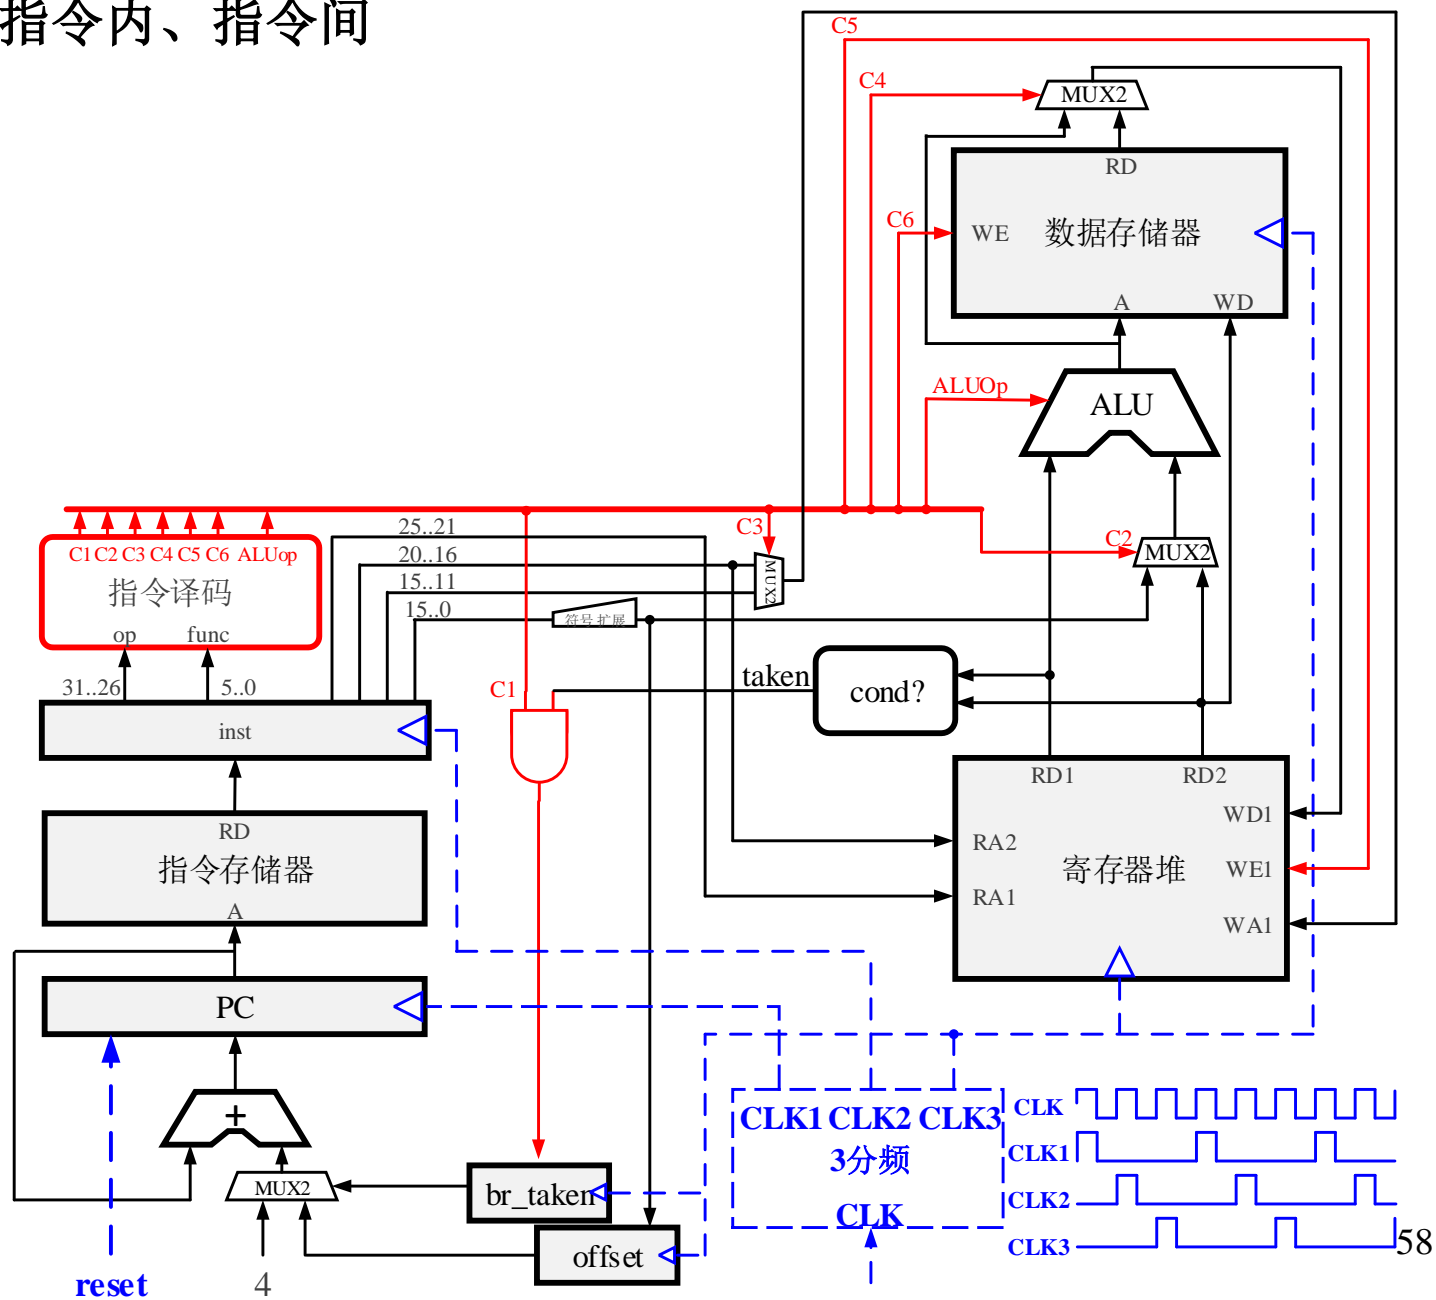 指令内、指令间
C5
C4
MUX2
RD
C6
WE
数据存储器
A
WD
ALUOp
ALU
25..21
C3
C2
C1 C2 C3 C4 C5 C6 ALUop
20..16
MUX2
MUX2
指令译码
15..11
15..0
符号扩展
op
func
31..26
5..0
C1
taken
cond?
inst
RD1
RD2
WD1
RD
RA2
指令存储器
寄存器堆
WE1
RA1
A
WA1
PC
+
CLK1 CLK2 CLK3
CLK
3分频
CLK1
MUX2
br_taken
CLK2
CLK
offset
CLK3
58
reset
4